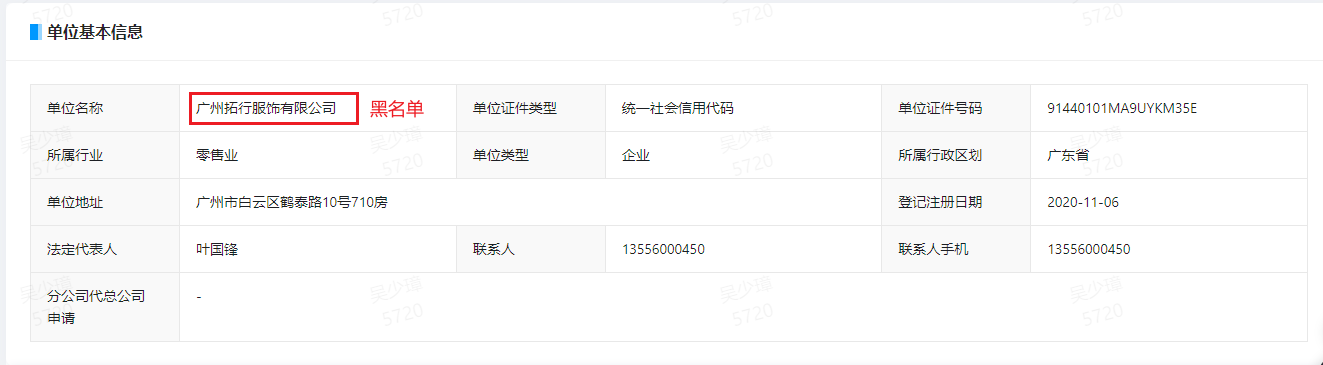 单位基本信息
单位名称 广州拓行服饰有限公司 黑名单 单位证件类型 统一社会信用代码 单位证件号码 91440101MA9UYKM35E
所属行业 零售业 单位类型 企业 所属行政区划 广东省
单位地址 广州市白云区鹤泰路10号710房 登记注册日期 2020-11-06
法定代表人 叶国锋 联系人 13556000450 联系人手机 13556000450
分公司代总公司 -
申请
吴少璋
5720